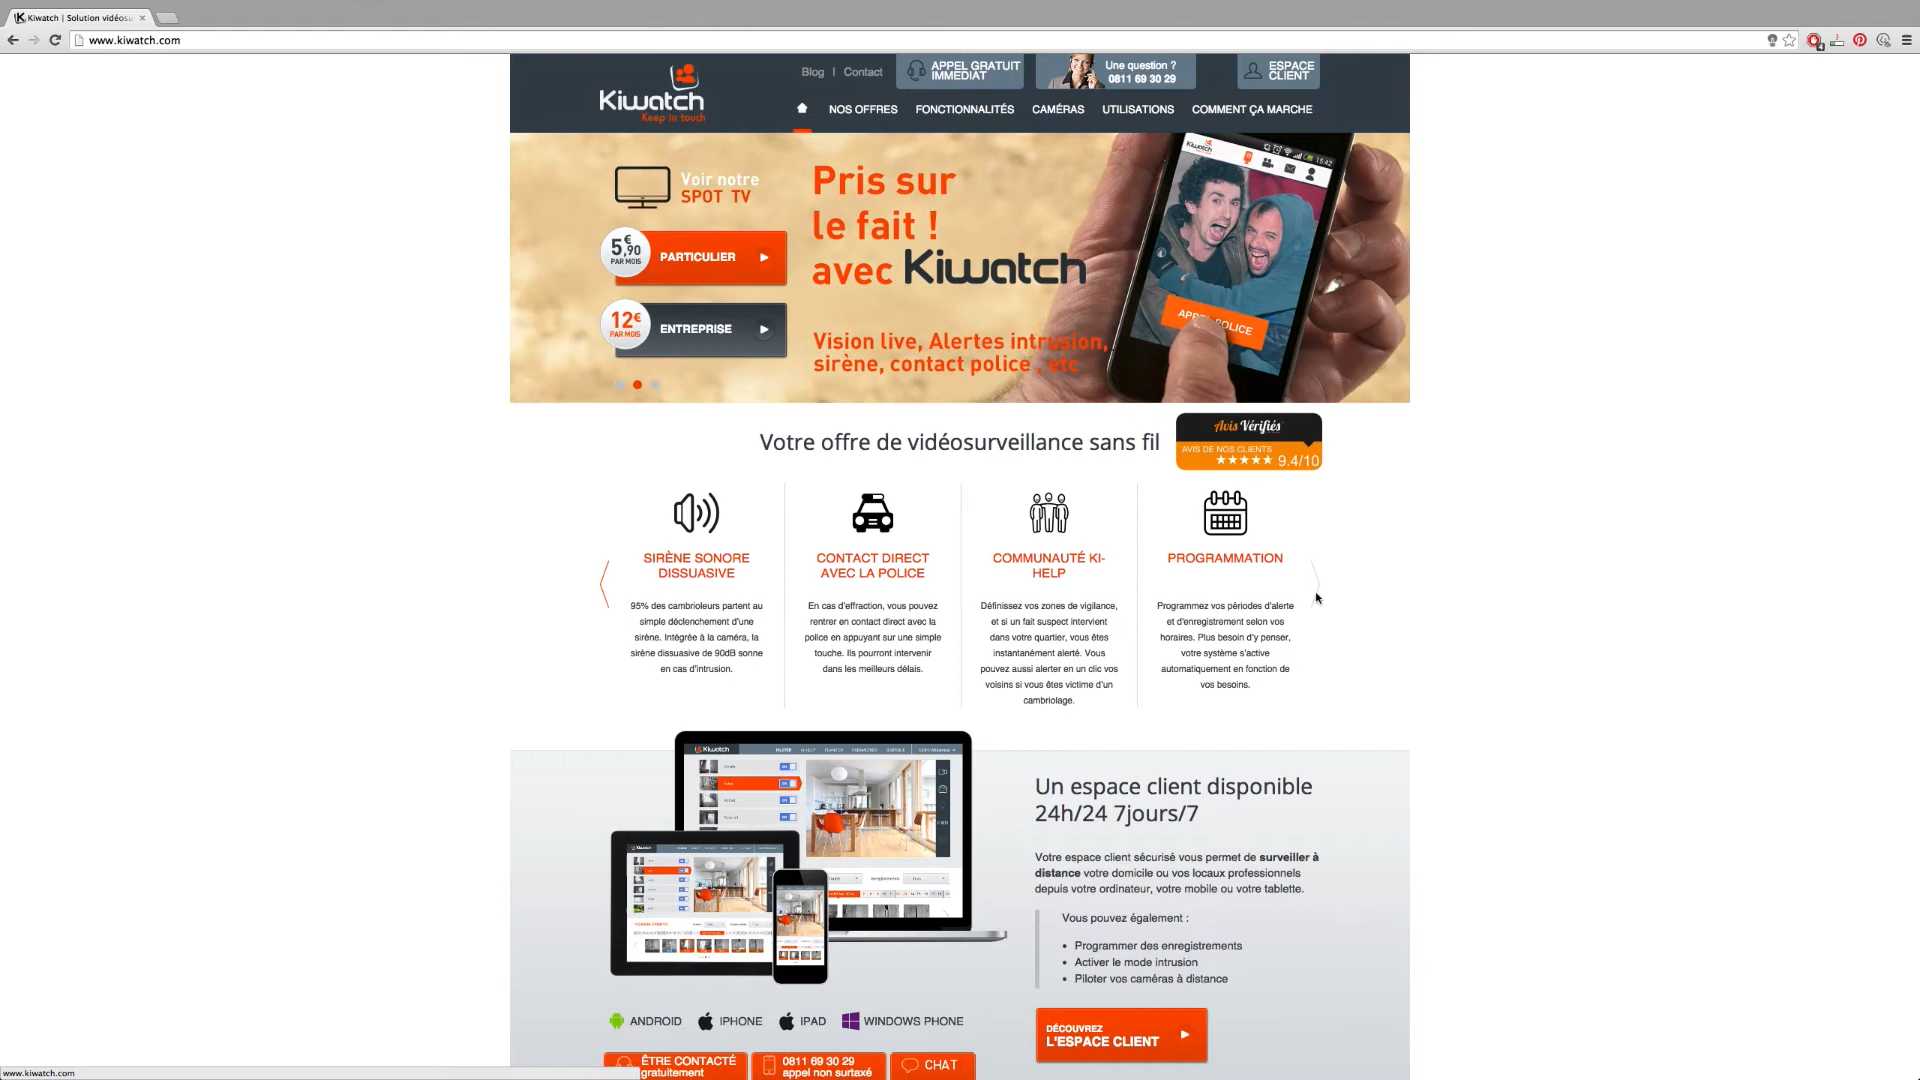 Kiwatch | Solution vidéosu
www.kiwatch.com
Kiwatch
Keep in touch
Blog | Contact
APPEL GRATUIT
IMMEDIAT
Une question ?
0811 69 30 29
ESPACE
CLIENT
NOS OFFRES
FONCTIONNALITÉS
CAMÉRAS
UTILISATIONS
COMMENT ÇA MARCHE
Voir notre
SPOT TV
5€,90
PAR MOIS
PARTICULIER
12€
PAR MOIS
ENTREPRISE
Pris sur
le fait !
avec Kiwatch
Vision live, Alertes intrusion,
sirène, contact police , etc
Kiwatch
15:42
APPEL POLICE
Votre offre de vidéosurveillance sans fil
Avis Vérifiés
AVIS DE NOS CLIENTS
9.4/10
SIRÈNE SONORE
DISSUASIVE
95% des cambrioleurs partent au
simple déclenchement d'une
sirène. Intégrée à la caméra, la
sirène dissuasive de 90dB sonne
en cas d'intrusion.
CONTACT DIRECT
AVEC LA POLICE
En cas d'effraction, vous pouvez
rentrer en contact direct avec la
police en appuyant sur une simple
touche. Ils pourront intervenir
dans les meilleurs délais.
COMMUNAUTÉ KI-
HELP
Définissez vos zones de vigilance,
et si un fait suspect intervient
dans votre quartier, vous êtes
instantanément alerté. Vous
pouvez aussi alerter en un clic vos
voisins si vous êtes victime d'un
cambriolage.
PROGRAMMATION
Programmez vos périodes d'alerte
et d'enregistrement selon vos
horaires. Plus besoin d'y penser,
votre système s'active
automatiquement en fonction de
vos besoins.
Kiwatch
Un espace client disponible
24h/24 7jours/7
Votre espace client sécurisé vous permet de surveiller à
distance votre domicile ou vos locaux professionnels
depuis votre ordinateur, votre mobile ou votre tablette.
Vous pouvez également :
• Programmer des enregistrements
• Activer le mode intrusion
• Piloter vos caméras à distance
ANDROID
IPHONE
IPAD
WINDOWS PHONE
DÉCOUVREZ
L'ESPACE CLIENT
ÊTRE CONTACTÉ
gratuitement
0811 69 30 29
appel non surtaxé
CHAT
www.kiwatch.com